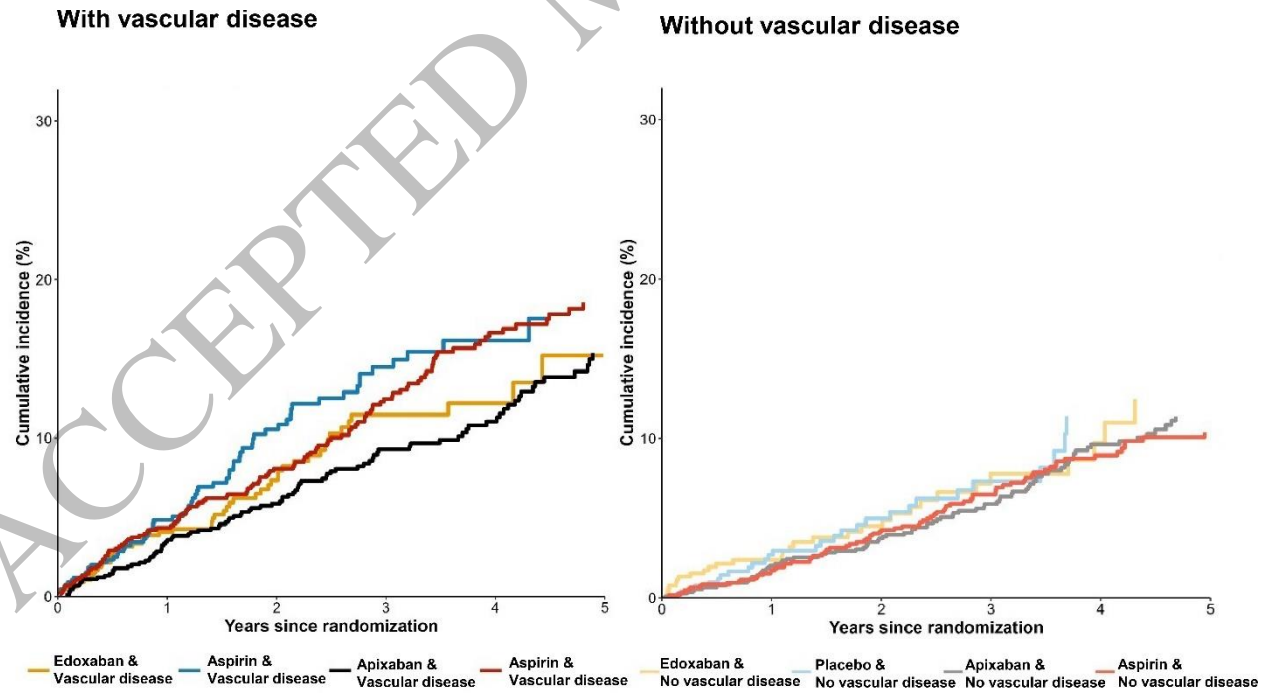 With vascular disease
Without vascular disease
ACCEPTED M
Cumulative incidence (%)
30
20
10
0
0 1 2 3 4 5
Years since randomization
Cumulative incidence (%)
30
20
10
0
0 1 2 3 4 5
Years since randomization
Edoxaban &
Vascular disease
Aspirin &
Vascular disease
Apixaban &
Vascular disease
Aspirin &
Vascular disease
Edoxaban &
No vascular disease
Placebo &
No vascular disease
Apixaban &
No vascular disease
Aspirin &
No vascular disease